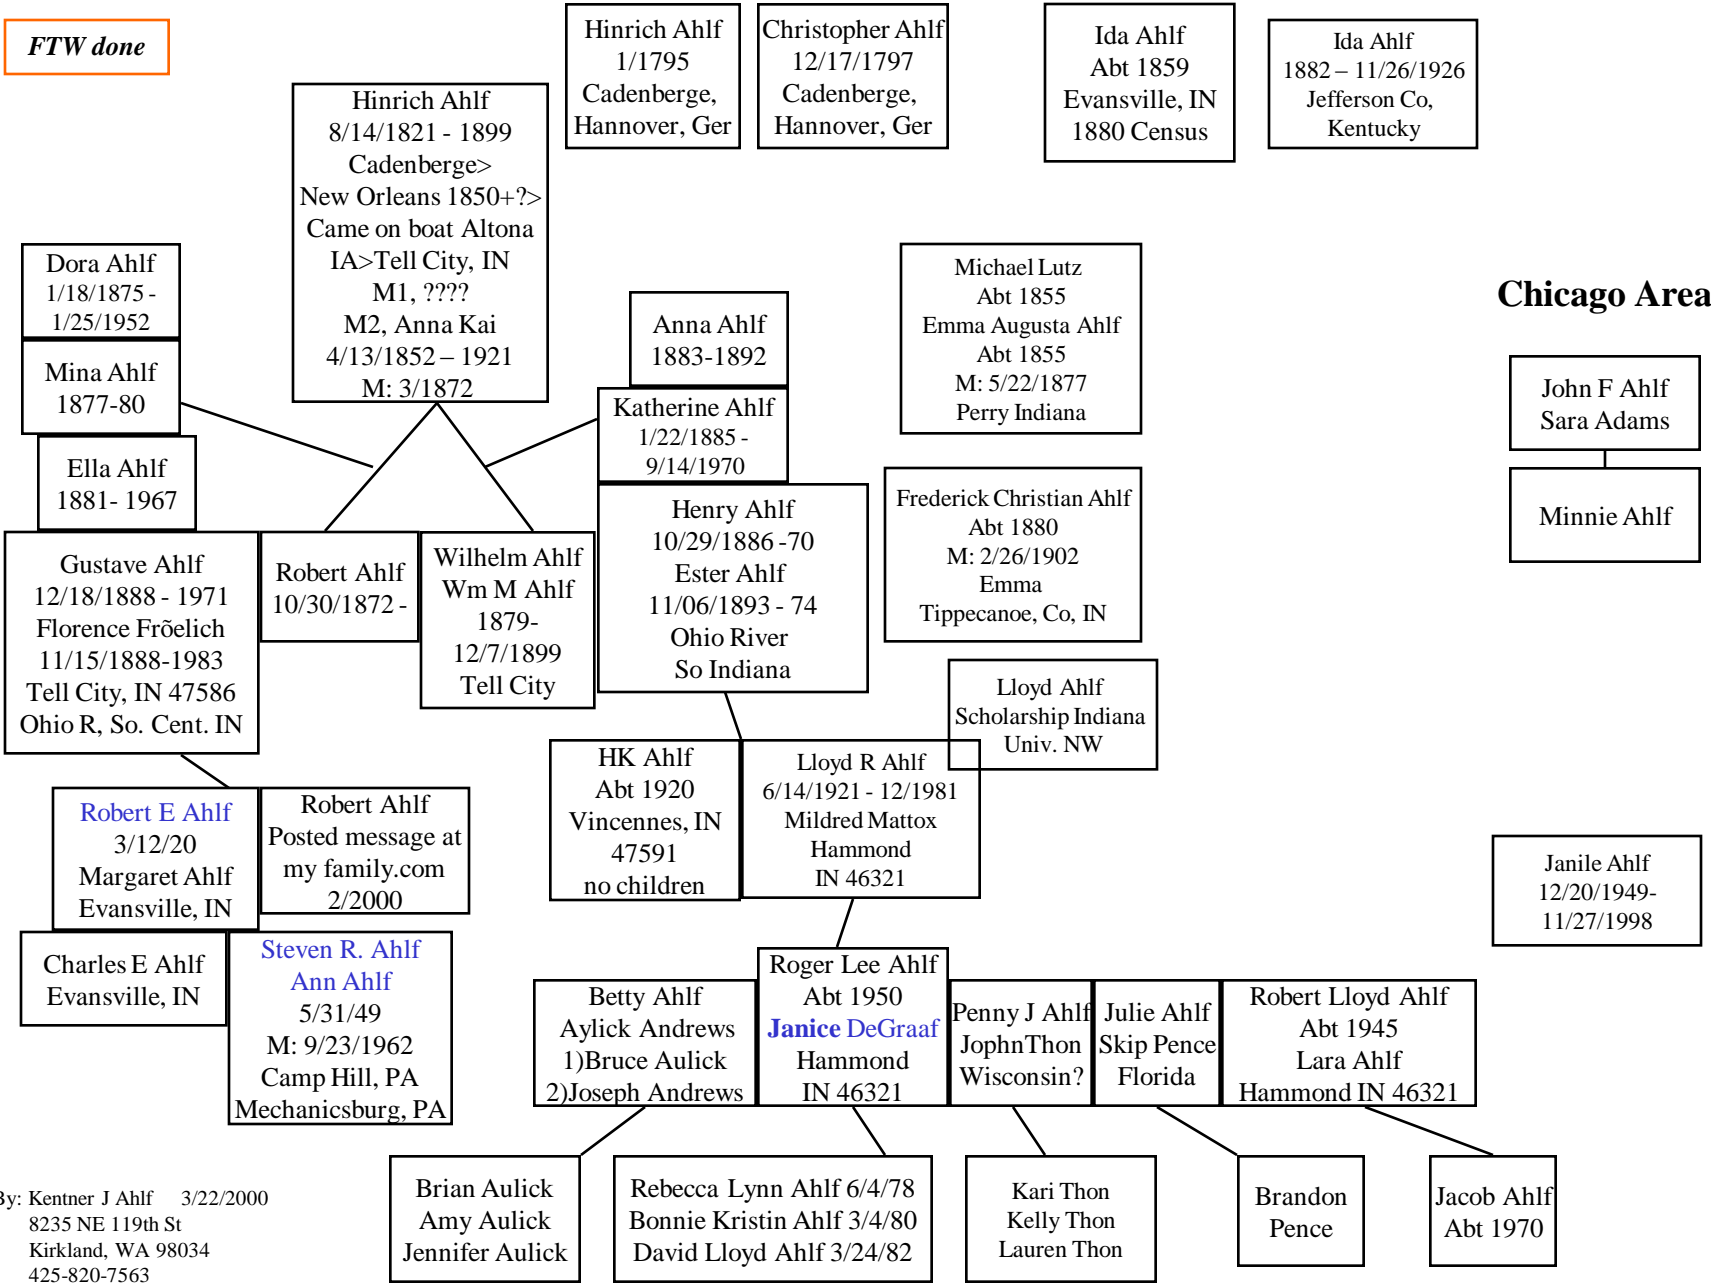 FTW done
Hinrich Ahlf
1/1795
Cadenberge,
Hannover, Ger
Christopher Ahlf
12/17/1797
Cadenberge,
Hannover, Ger
Ida Ahlf
Abt 1859
Evansville, IN
1880 Census
Ida Ahlf
1882 – 11/26/1926
Jefferson Co,
Kentucky
Hinrich Ahlf
8/14/1821 - 1899
Cadenberge>
New Orleans 1850+?>
Came on boat Altona
IA>Tell City, IN
M1, ????
M2, Anna Kai
4/13/1852 – 1921
M: 3/1872
Dora Ahlf
1/18/1875 -
1/25/1952
Mina Ahlf
1877-80
Ella Ahlf
1881- 1967
Gustave Ahlf
12/18/1888 - 1971
Florence Frõelich
11/15/1888-1983
Tell City, IN 47586
Ohio R, So. Cent. IN
Robert Ahlf
10/30/1872 -
Wilhelm Ahlf
Wm M Ahlf
1879-
12/7/1899
Tell City
Anna Ahlf
1883-1892
Katherine Ahlf
1/22/1885 -
9/14/1970
Henry Ahlf
10/29/1886 -70
Ester Ahlf
11/06/1893 - 74
Ohio River
So Indiana
Michael Lutz
Abt 1855
Emma Augusta Ahlf
Abt 1855
M: 5/22/1877
Perry Indiana
Frederick Christian Ahlf
Abt 1880
M: 2/26/1902
Emma
Tippecanoe, Co, IN
Lloyd Ahlf
Scholarship Indiana
Univ. NW
Chicago Area
John F Ahlf
Sara Adams
Minnie Ahlf
Robert E Ahlf
3/12/20
Margaret Ahlf
Evansville, IN
Robert Ahlf
Posted message at
my family.com
2/2000
Charles E Ahlf
Evansville, IN
Steven R. Ahlf
Ann Ahlf
5/31/49
M: 9/23/1962
Camp Hill, PA
Mechanicsburg, PA
HK Ahlf
Abt 1920
Vincennes, IN
47591
no children
Lloyd R Ahlf
6/14/1921 - 12/1981
Mildred Mattox
Hammond
IN 46321
Janile Ahlf
12/20/1949-
11/27/1998
Betty Ahlf
Aylick Andrews
1)Bruce Aulick
2)Joseph Andrews
Roger Lee Ahlf
Abt 1950
Janice DeGraaf
Hammond
IN 46321
Penny J Ahlf
JophnThon
Wisconsin?
Julie Ahlf
Skip Pence
Florida
Robert Lloyd Ahlf
Abt 1945
Lara Ahlf
Hammond IN 46321
Brian Aulick
Amy Aulick
Jennifer Aulick
Rebecca Lynn Ahlf 6/4/78
Bonnie Kristin Ahlf 3/4/80
David Lloyd Ahlf 3/24/82
Kari Thon
Kelly Thon
Lauren Thon
Brandon
Pence
Jacob Ahlf
Abt 1970
By: Kentner J Ahlf 3/22/2000
8235 NE 119th St
Kirkland, WA 98034
425-820-7563